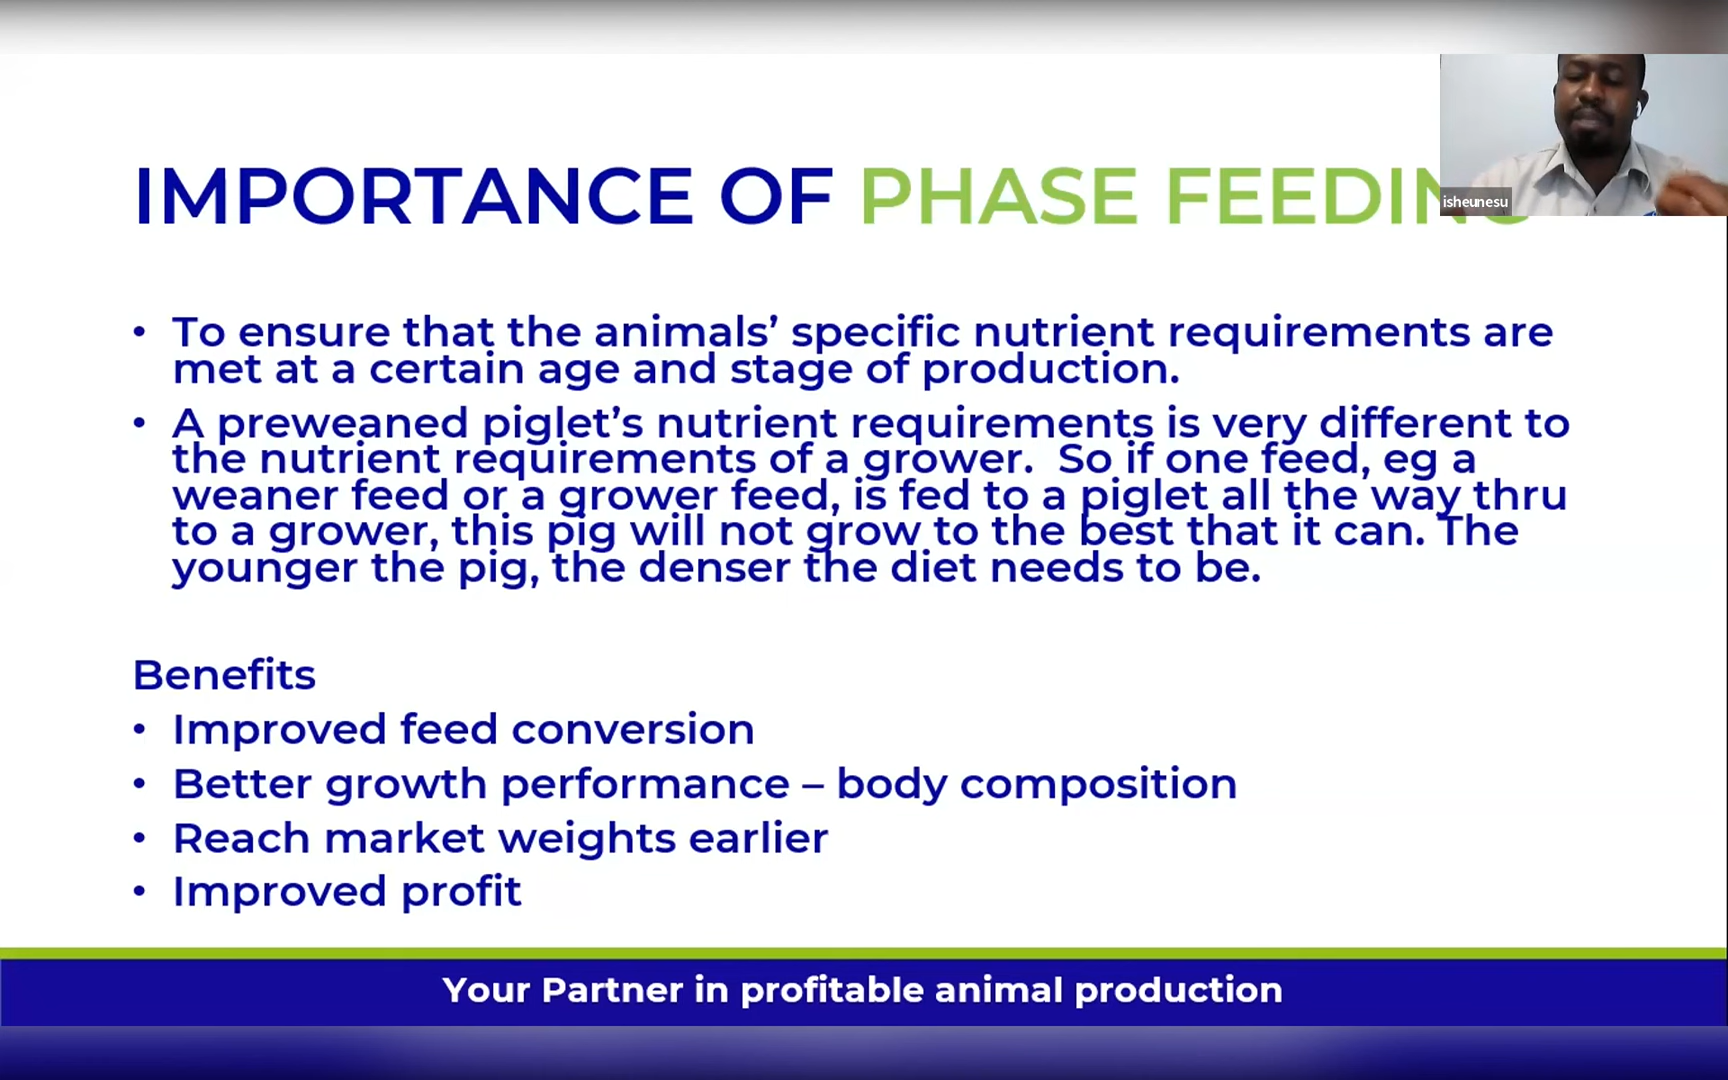 IMPORTANCE OF PHASE FEEDING
isheunesu
• To ensure that the animals’ specific nutrient requirements are
met at a certain age and stage of production.
• A preweaned piglet’s nutrient requirements is very different to
the nutrient requirements of a grower.  So if one feed, eg a
weaner feed or a grower feed, is fed to a piglet all the way thru
to a grower, this pig will not grow to the best that it can. The
younger the pig, the denser the diet needs to be.
Benefits
• Improved feed conversion
• Better growth performance – body composition
• Reach market weights earlier
• Improved profit
Your Partner in profitable animal production